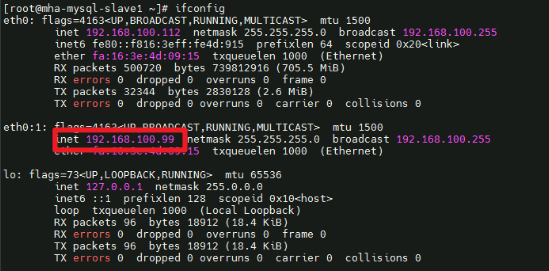 [root@mha-mysql-slave1 ~]# ifconfig
eth0: flags=4163<UP,BROADCAST,RUNNING,MULTICAST>  mtu 1500
inet 192.168.100.112  netmask 255.255.255.0  broadcast 192.168.100.255
inet6 fe80::f816:3eff:fe4d:915  prefixlen 64  scopeid 0x20<link>
ether fa:16:3e:4d:09:15  txqueuelen 1000  (Ethernet)
RX packets 500720  bytes 739812916 (705.5 MiB)
RX errors 0  dropped 0  overruns 0  frame 0
TX packets 32344  bytes 2830128 (2.6 MiB)
TX errors 0  dropped 0 overruns 0  carrier 0  collisions 0
eth0:1: flags=4163<UP,BROADCAST,RUNNING,MULTICAST>  mtu 1500
inet 192.168.100.99  netmask 255.255.255.0  broadcast 192.168.100.255
ether fa:16:3e:4d:09:15  txqueuelen 1000  (Ethernet)
lo: flags=73<UP,LOOPBACK,RUNNING>  mtu 65536
inet 127.0.0.1  netmask 255.0.0.0
inet6 ::1  prefixlen 128  scopeid 0x10<host>
loop  txqueuelen 1000  (Local Loopback)
RX packets 96  bytes 18912 (18.4 KiB)
RX errors 0  dropped 0  overruns 0  frame 0
TX packets 96  bytes 18912 (18.4 KiB)
TX errors 0  dropped 0 overruns 0  carrier 0  collisions 0